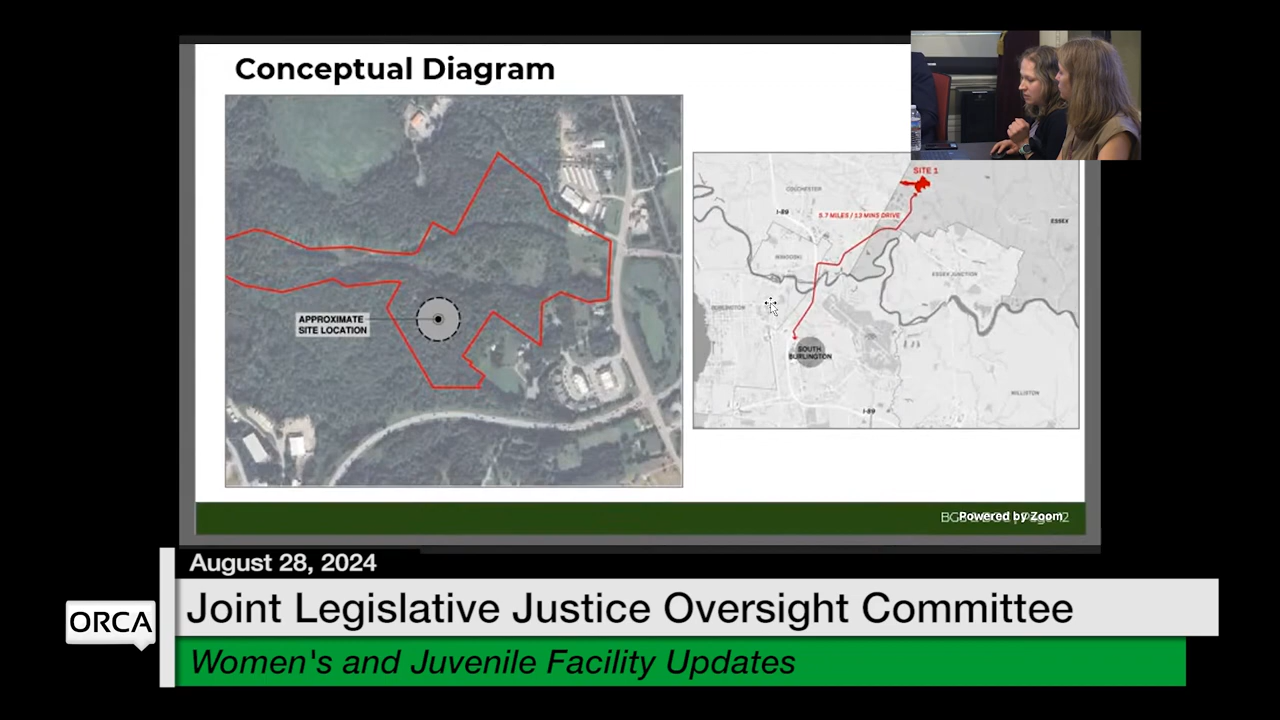 Conceptual Diagram
APPROXIMATE
SITE LOCATION
SITE 1
COLCHESTER
I-89
5.7 MILES / 13 MINS DRIVE
ESSEX
WINOOSKI
ESSEX JUNCTION
BURLINGTON
SOUTH
BURLINGTON
WILLISTON
I-89
Powered by Zoom
August 28, 2024
ORCA
Joint Legislative Justice Oversight Committee
Women's and Juvenile Facility Updates